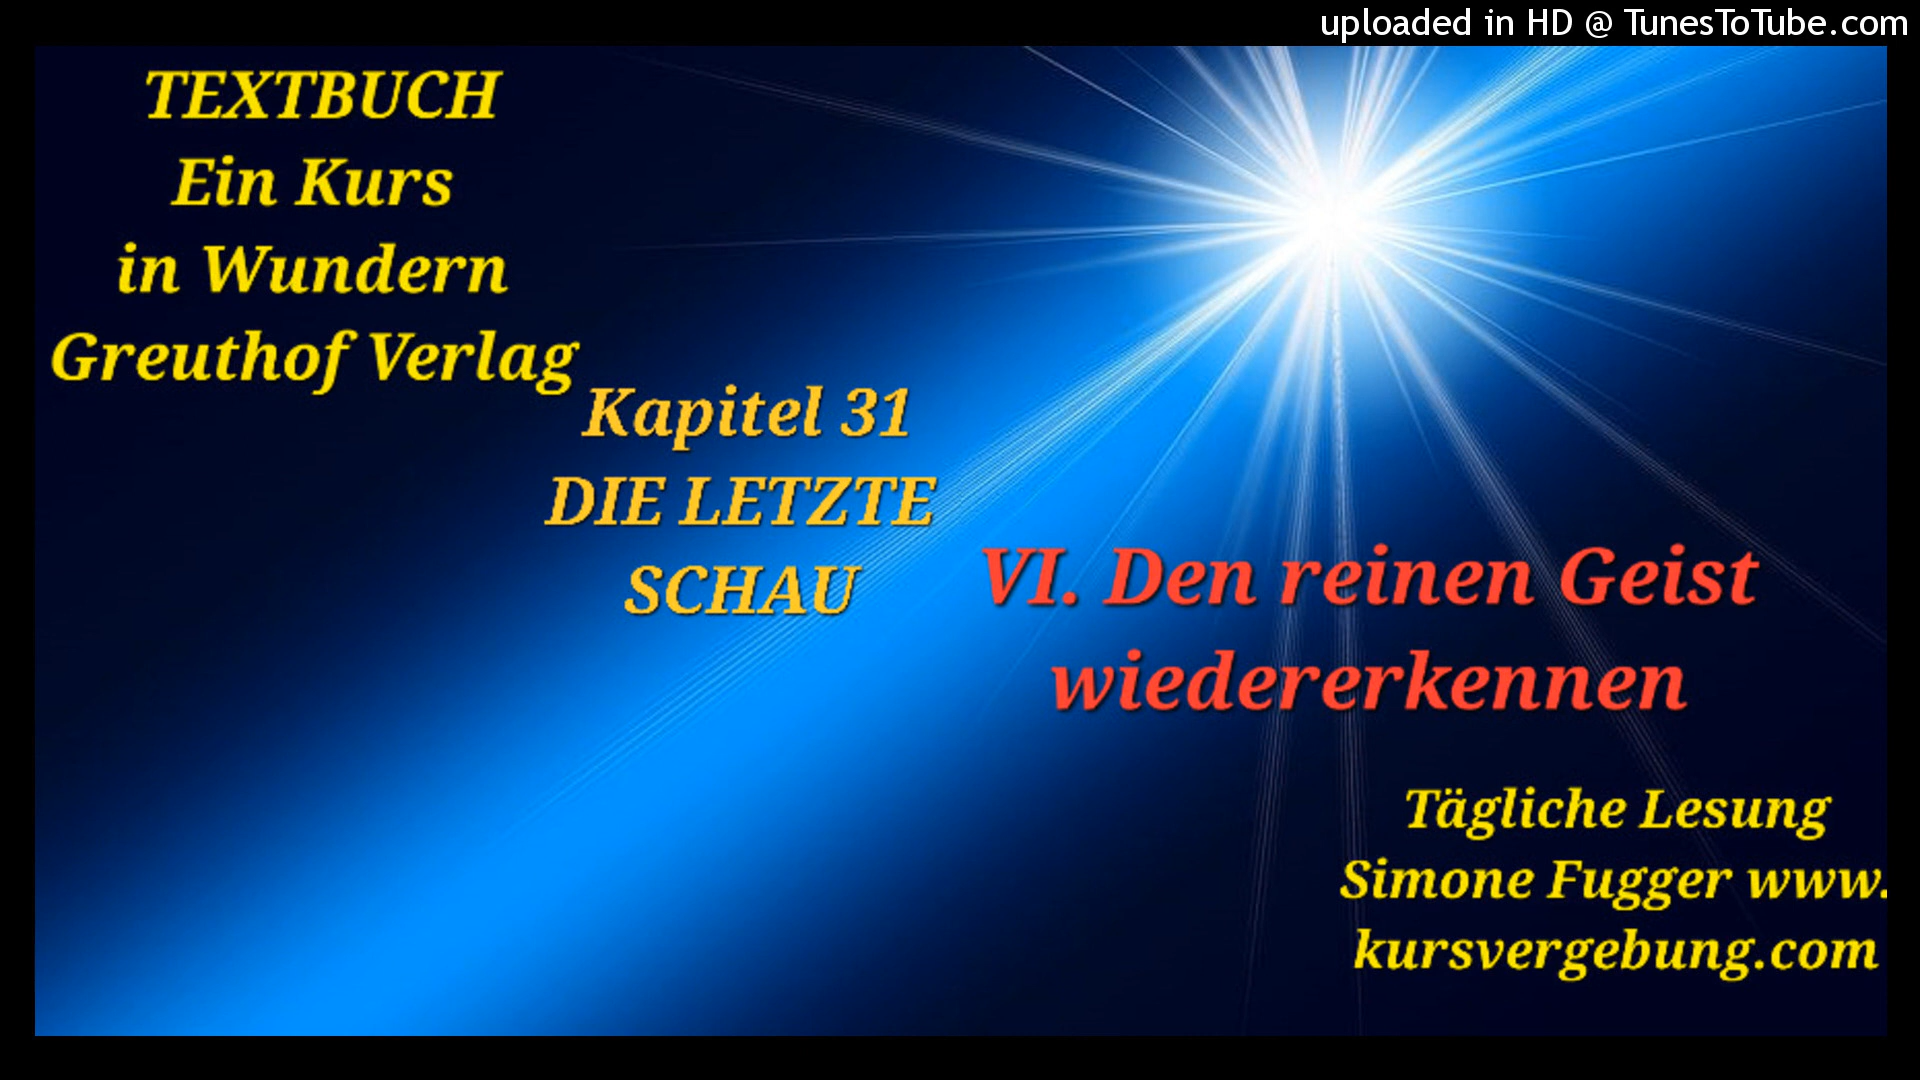 uploaded in HD @ TunesToTube.com
TEXTBUCH
Ein Kurs
in Wundern
Greuthof Verlag
Kapitel 31
DIE LETZTE
SCHAU
VI. Den reinen Geist
wiedererkennen
Tägliche Lesung
Simone Fugger www.
kursvergebung.com